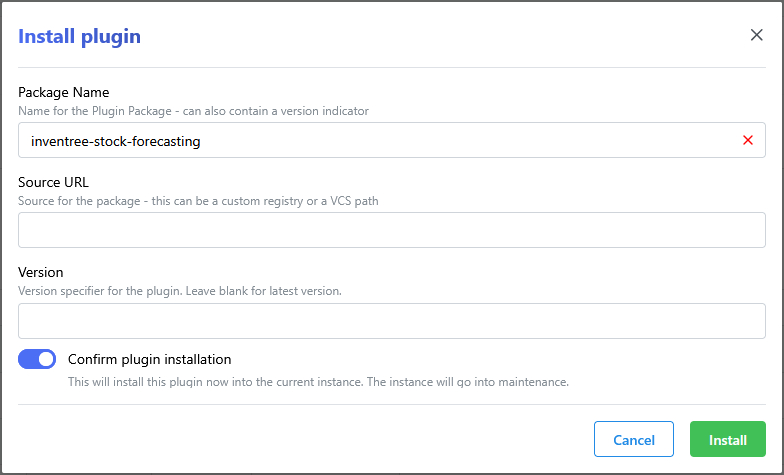 Install plugin
Package Name
Name for the Plugin Package - can also contain a version indicator
inventree-stock-forecasting
Source URL
Source for the package - this can be a custom registry or a VCS path
Version
Version specifier for the plugin. Leave blank for latest version.
Confirm plugin installation
This will install this plugin now into the current instance. The instance will go into maintenance.
Cancel
Install